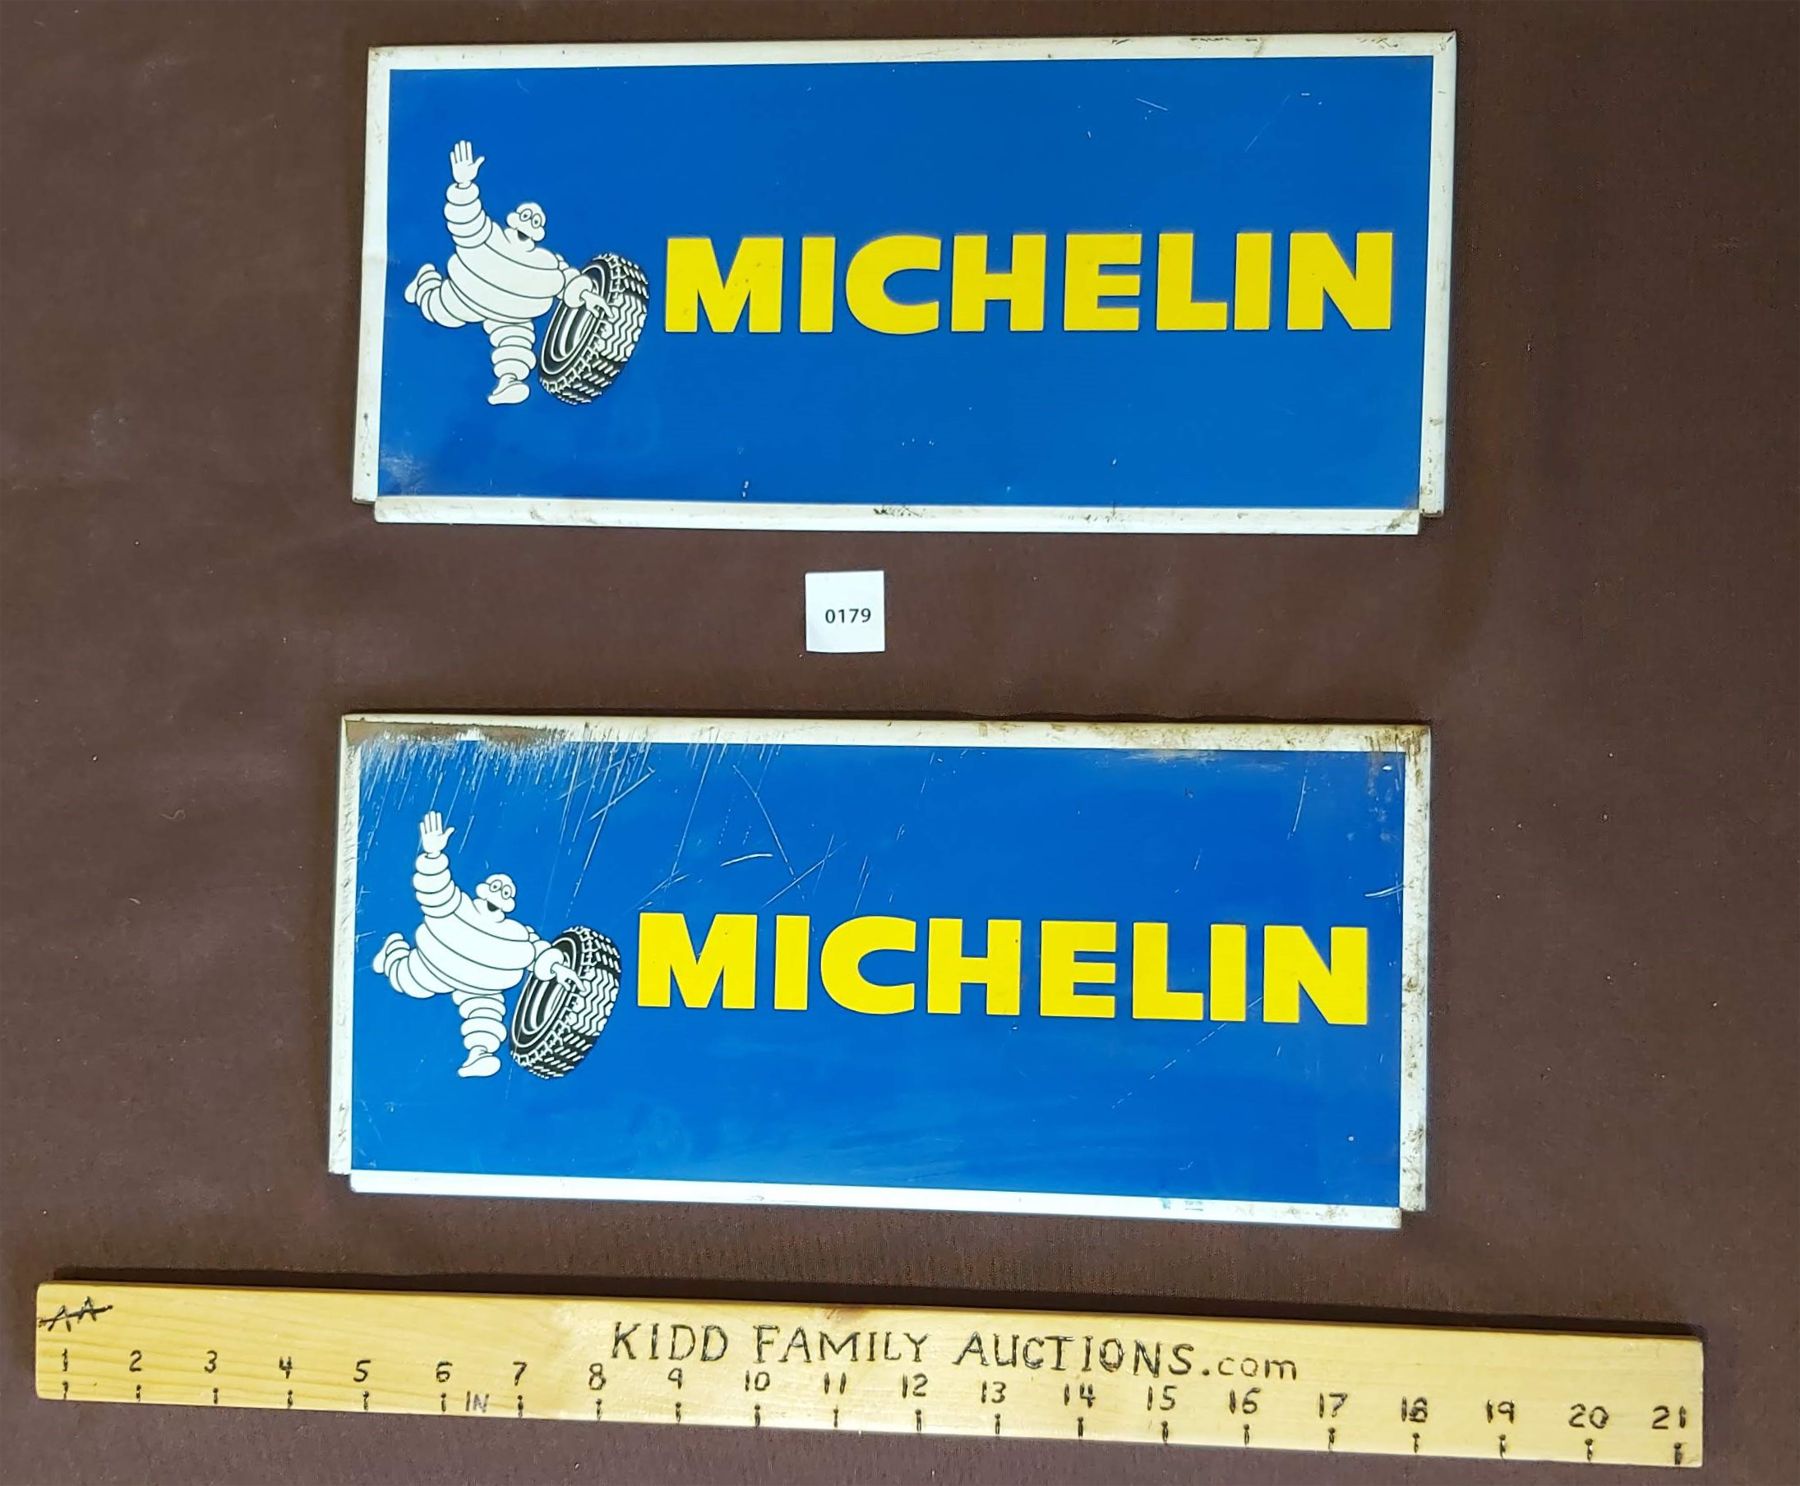 MICHELIN
0179
MICHELIN
AA
KIDD FAMILY AUCTIONS.com
1 2 3 4 5 6 IN 7 8 9 10 11 12 13 14 15 16 17 18 19 20 21